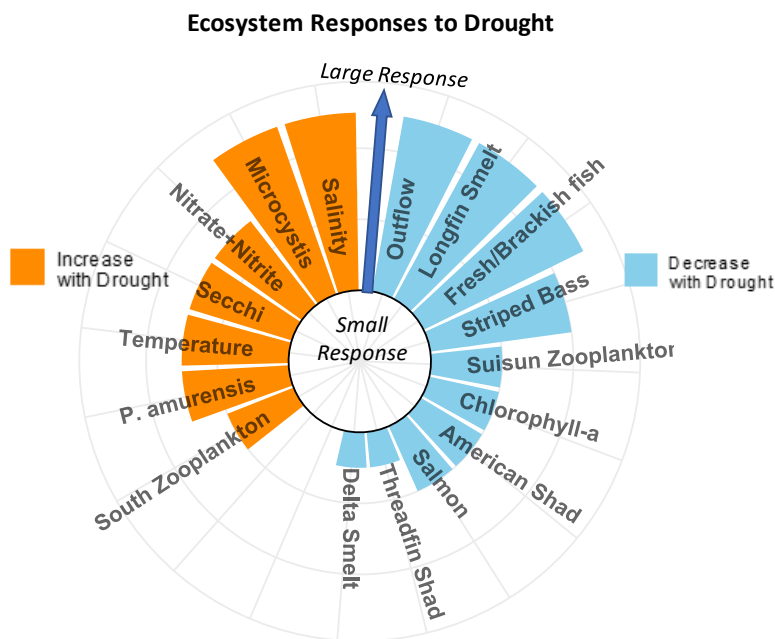 Ecosystem Responses to Drought
Large Response
Microcystis
Salinity
Outflow
Longfin Smelt
Fresh/Brackish fish
Nitrate+Nitrite
Increase
with Drought
Decrease
with Drought
Secchi
Striped Bass
Small
Response
Temperature
Suisun Zooplankton
P. amurensis
Chlorophyll-a
South Zooplankton
American Shad
Salmon
Delta Smelt
Threadfin Shad